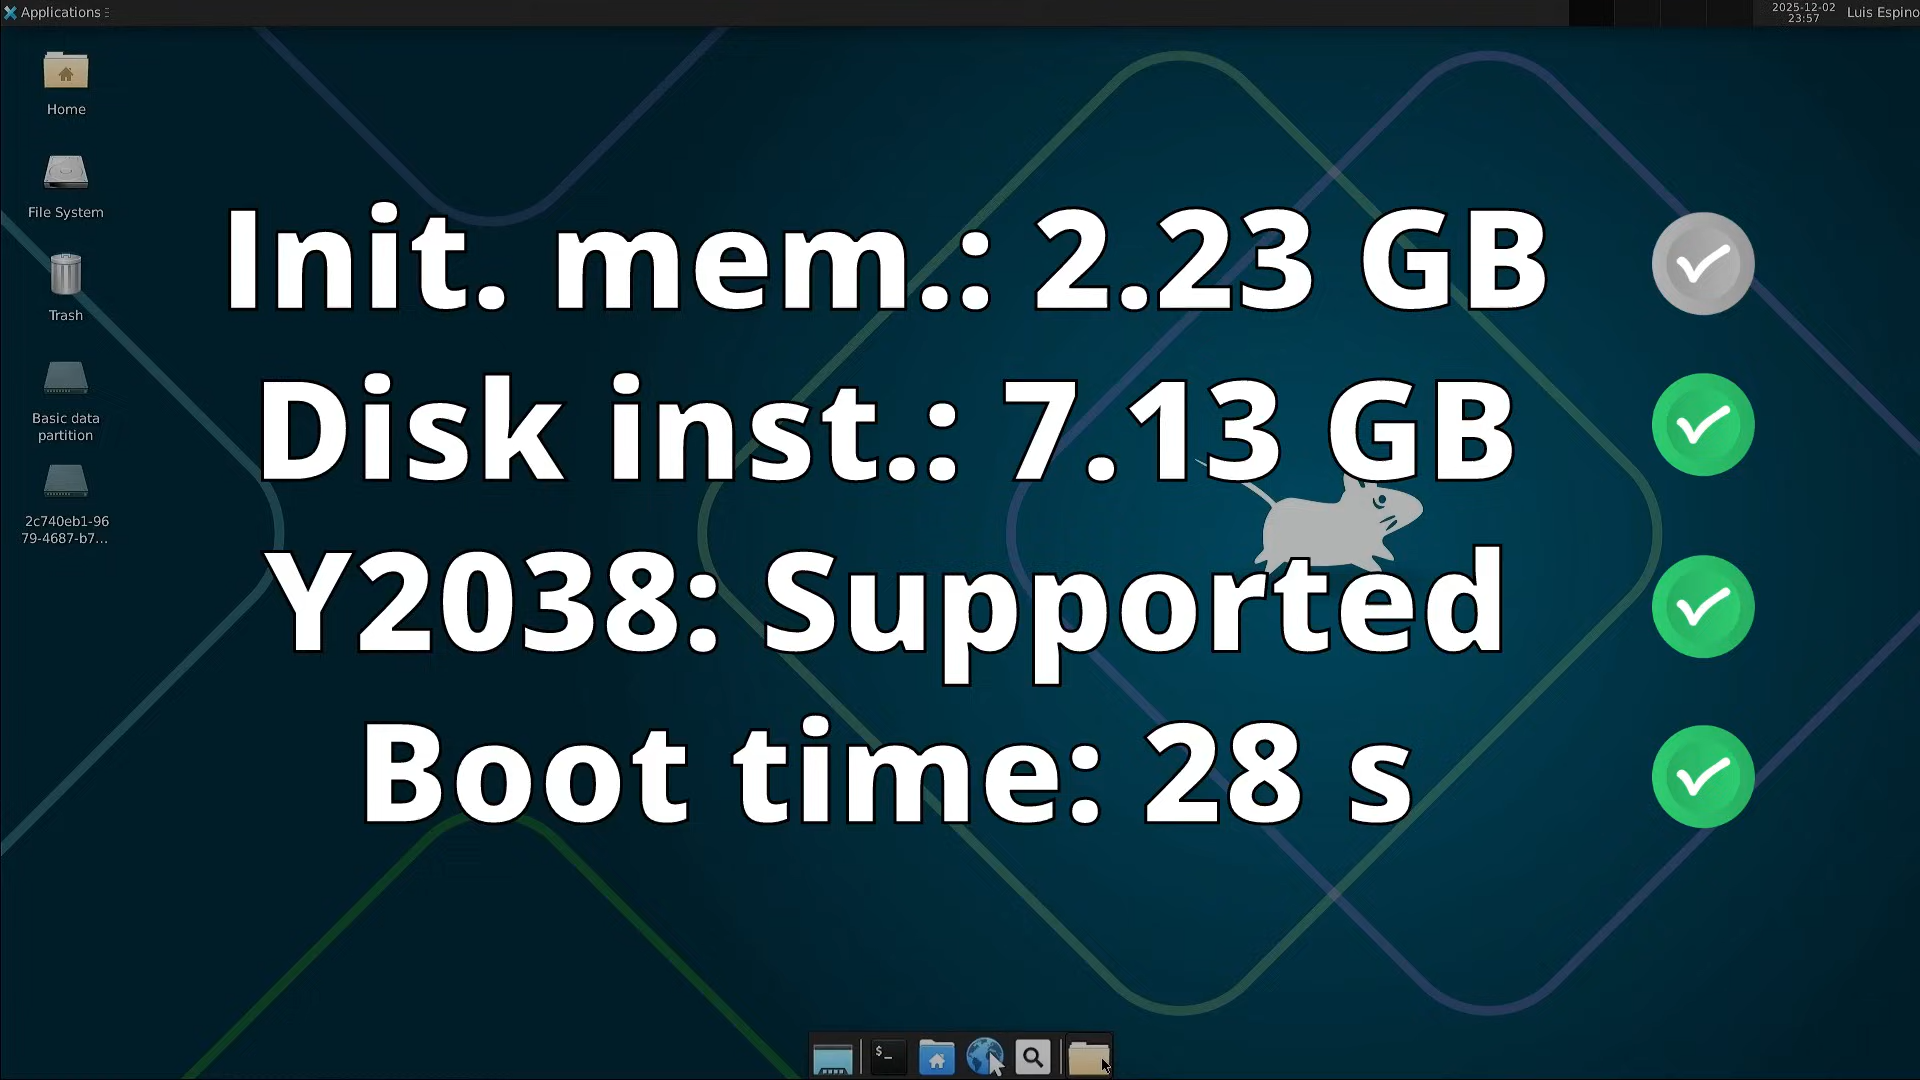 Applications
2025-12-02
23:57
Luis Espino
Home
File System
Trash
Basic data
partition
2c740eb1-96
79-4687-b7...
Init. mem.: 2.23 GB
Disk inst.: 7.13 GB
Y2038: Supported
Boot time: 28 s
$_